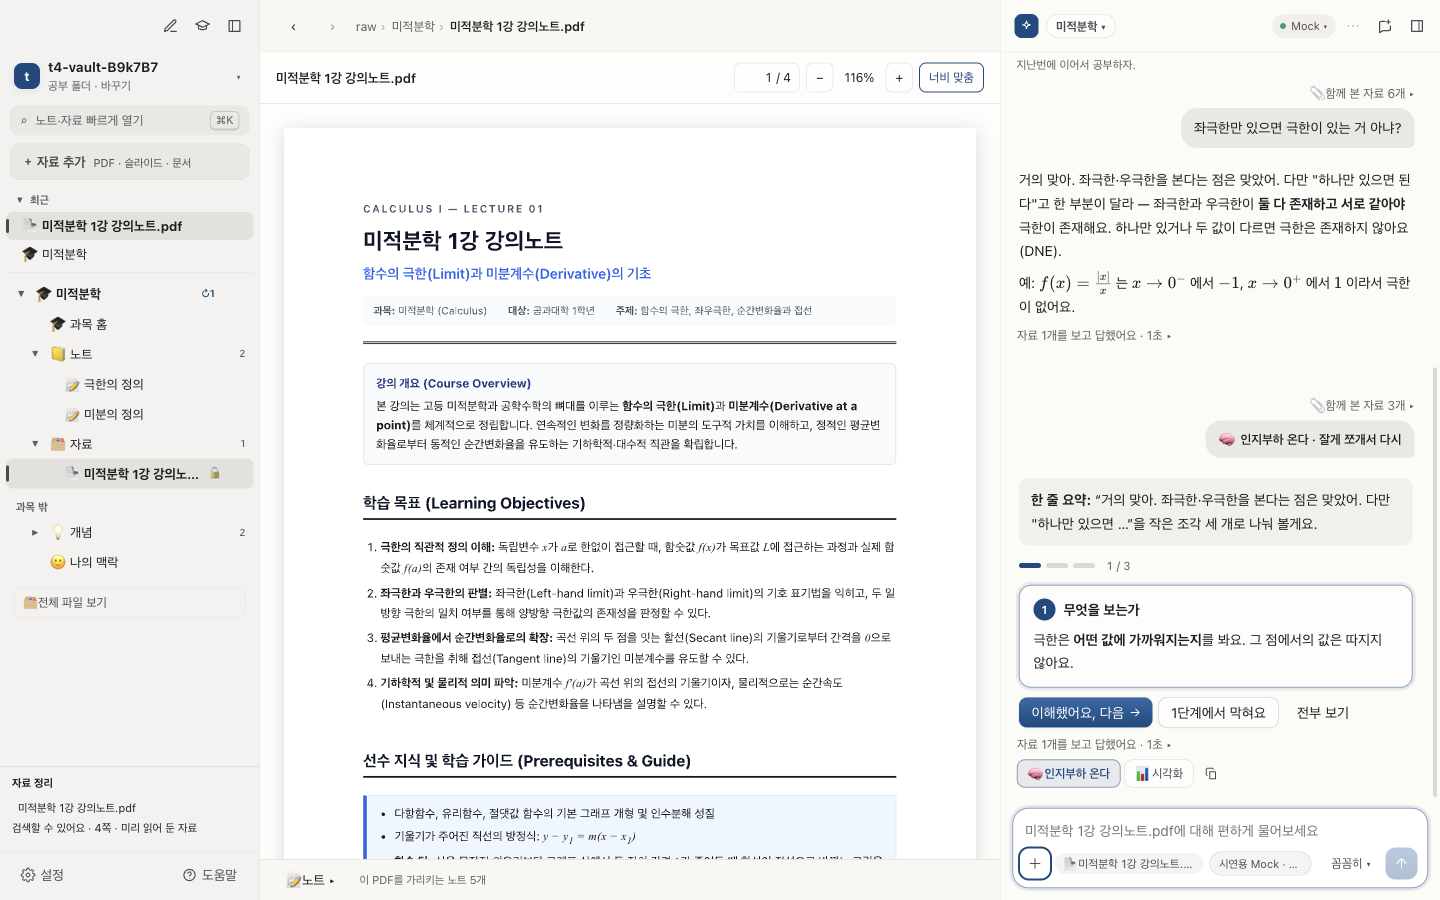 t4-vault-B9k7B7
공부 폴더 · 바꾸기
노트·자료 빠르게 열기
⌘K
+ 자료 추가 PDF · 슬라이드 · 문서
최근
미적분학 1강 강의노트.pdf
미적분학
미적분학
1
과목 홈
노트
2
극한의 정의
미분의 정의
자료
1
미적분학 1강 강의노...
과목 밖
개념
2
나의 맥락
전체 파일 보기
자료 정리
미적분학 1강 강의노트.pdf
검색할 수 있어요 · 4쪽 · 미리 읽어 둔 자료
설정
도움말
raw › 미적분학 › 미적분학 1강 강의노트.pdf
미적분학 1강 강의노트.pdf
1 / 4
−
116%
+
너비 맞춤
CALCULUS I — LECTURE 01
미적분학 1강 강의노트
함수의 극한(Limit)과 미분계수(Derivative)의 기초
과목: 미적분학 (Calculus) 대상: 공과대학 1학년 주제: 함수의 극한, 좌우극한, 순간변화율과 접선
강의 개요 (Course Overview)
본 강의는 고등 미적분학과 공학수학의 뼈대를 이루는 함수의 극한(Limit)과 미분계수(Derivative at a
point)를 체계적으로 정립합니다. 연속적인 변화를 정량화하는 미분의 도구적 가치를 이해하고, 정적인 평균변
화율로부터 동적인 순간변화율을 유도하는 기하학적·대수적 직관을 확립합니다.
학습 목표 (Learning Objectives)
1. 극한의 직관적 정의 이해: 독립변수 x가 a로 한없이 접근할 때, 함숫값 f(x)가 목표값 L에 접근하는 과정과 실제 함
숫값 f(a)의 존재 여부 간의 독립성을 이해한다.
2. 좌극한과 우극한의 판별: 좌극한(Left-hand limit)과 우극한(Right-hand limit)의 기호 표기법을 익히고, 두 일
방향 극한의 일치 여부를 통해 양방향 극한값의 존재성을 판정할 수 있다.
3. 평균변화율에서 순간변화율로의 확장: 곡선 위의 두 점을 잇는 할선(Secant line)의 기울기로부터 간격을 0으로
보내는 극한을 취해 접선(Tangent line)의 기울기인 미분계수를 유도할 수 있다.
4. 기하학적 및 물리적 의미 파악: 미분계수 f'(a)가 곡선 위의 접선의 기울기이자, 물리적으로는 순간속도
(Instantaneous velocity) 등 순간변화율을 나타냄을 설명할 수 있다.
선수 지식 및 학습 가이드 (Prerequisites & Guide)
• 다항함수, 유리함수, 절댓값 함수의 기본 그래프 개형 및 인수분해 성질
• 기울기가 주어진 직선의 방정식: y − y₁ = m(x − x₁)
노트
이 PDF를 가리키는 노트 5개
미적분학
Mock
···
지난번에 이어서 공부하자.
함께 본 자료 6개
좌극한만 있으면 극한이 있는 거 아냐?
거의 맞아. 좌극한·우극한을 본다는 점은 맞았어. 다만 "하나만 있으면 된
다"고 한 부분이 달라 — 좌극한과 우극한이 둘 다 존재하고 서로 같아야
극한이 존재해요. 하나만 있거나 두 값이 다르면 극한은 존재하지 않아요
(DNE).
예: f(x) = |x|/x 는 x → 0⁻ 에서 −1, x → 0⁺ 에서 1 이라서 극한
이 없어요.
자료 1개를 보고 답했어요 · 1초
함께 본 자료 3개
인지부하 온다 · 잘게 쪼개서 다시
한 줄 요약: “거의 맞아. 좌극한·우극한을 본다는 점은 맞았어. 다만
"하나만 있으면 …”을 작은 조각 세 개로 나눠 볼게요.
1 / 3
1 무엇을 보는가
극한은 어떤 값에 가까워지는지를 봐요. 그 점에서의 값은 따지지
않아요.
이해했어요, 다음 →
1단계에서 막혀요
전부 보기
자료 1개를 보고 답했어요 · 1초
인지부하 온다
시각화
미적분학 1강 강의노트.pdf에 대해 편하게 물어보세요
미적분학 1강 강의노트....
시연용 Mock · ...
꼼꼼히